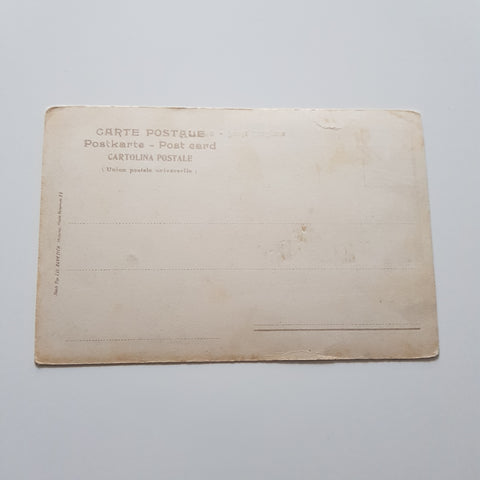 CARTE POSTALE
Postkarte - Post card
CARTOLINA POSTALE
( Union postale universelle )